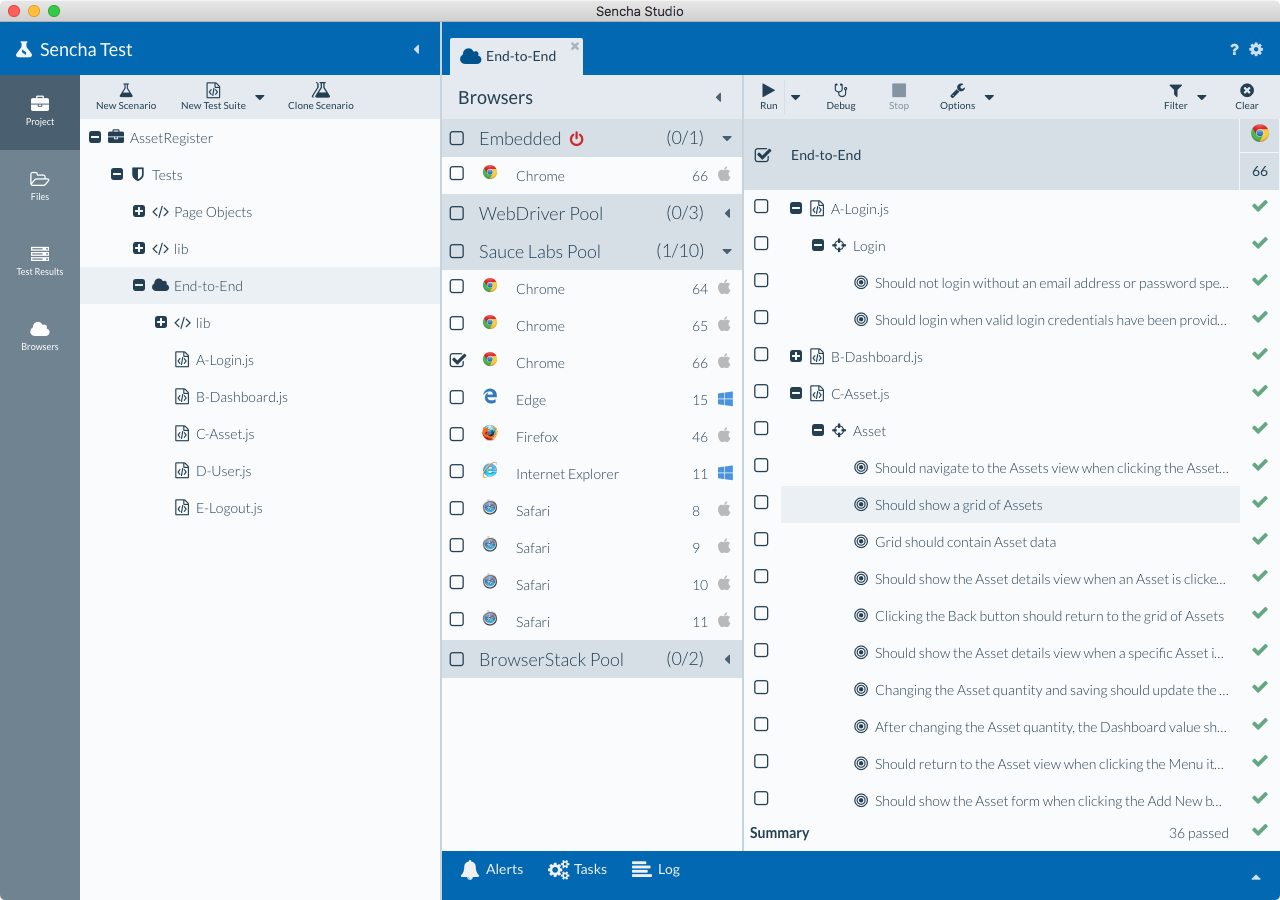 Sencha Studio
Sencha Test
Project
Files
Test Results
Browsers
New Scenario
New Test Suite
Clone Scenario
AssetRegister
Tests
</> Page Objects
</> lib
End-to-End
</> lib
A-Login.js
B-Dashboard.js
C-Asset.js
D-User.js
E-Logout.js
End-to-End
?
Browsers
Embedded (0/1)
Chrome 66
WebDriver Pool (0/3)
Sauce Labs Pool (1/10)
Chrome 64
Chrome 65
Chrome 66
Edge 15
Firefox 46
Internet Explorer 11
Safari 8
Safari 9
Safari 10
Safari 11
BrowserStack Pool (0/2)
Run
Debug
Stop
Options
Filter
Clear
End-to-End
66
A-Login.js
Login
Should not login without an email address or password spe...
Should login when valid login credentials have been provid...
B-Dashboard.js
C-Asset.js
Asset
Should navigate to the Assets view when clicking the Asset...
Should show a grid of Assets
Grid should contain Asset data
Should show the Asset details view when an Asset is clicke...
Clicking the Back button should return to the grid of Assets
Should show the Asset details view when a specific Asset i...
Changing the Asset quantity and saving should update the ...
After changing the Asset quantity, the Dashboard value sh...
Should return to the Asset view when clicking the Menu it...
Should show the Asset form when clicking the Add New b...
Summary 36 passed
Alerts
Tasks
Log